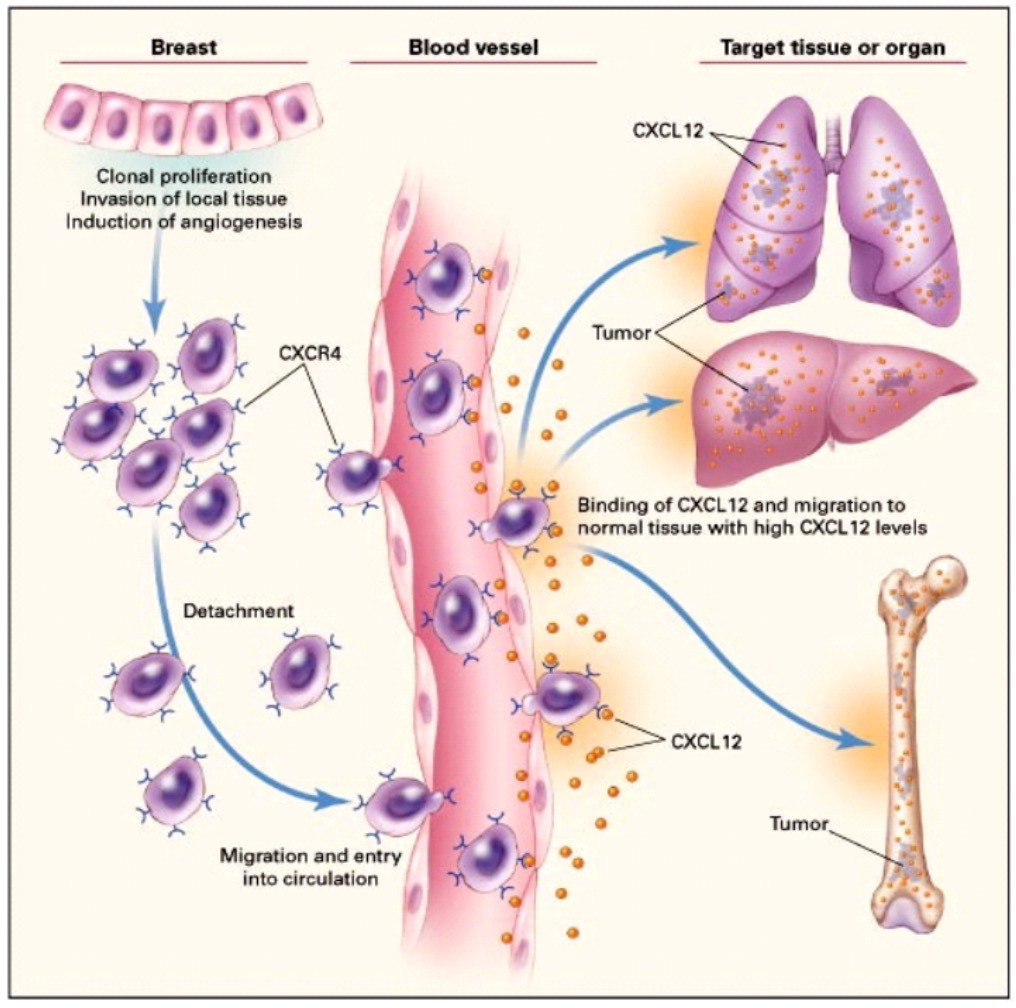 Breast
Blood vessel
Target tissue or organ
CXCL12
Clonal proliferation
Invasion of local tissue
Induction of angiogenesis
Tumor
CXCR4
Binding of CXCL12 and migration to
normal tissue with high CXCL12 levels
Detachment
CXCL12
Tumor
Migration and entry
into circulation